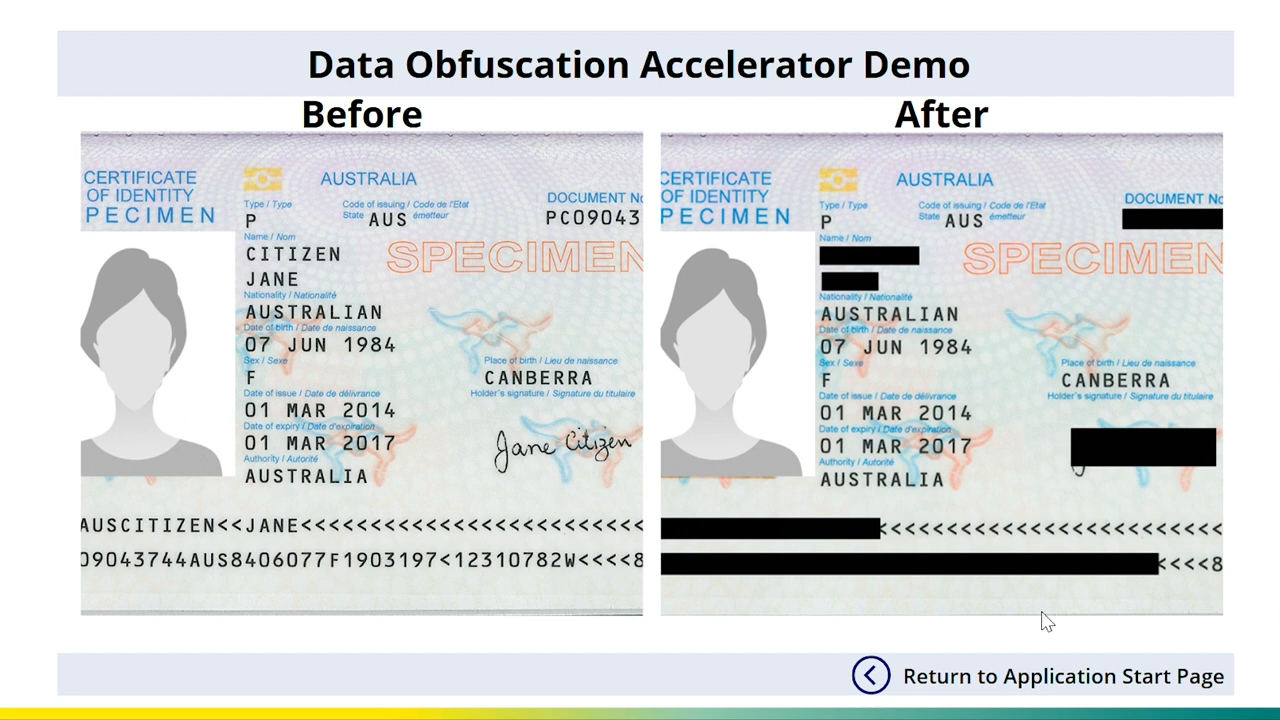 Data Obfuscation Accelerator Demo
Before
CERTIFICATE
OF IDENTITY
PECIMEN
AUSTRALIA
DOCUMENT No
Type / Type
P
Code of issuing / Code de l'Etat
State AUS émetteur
PC09043
Name / Nom
CITIZEN
JANE
SPECIMEN
Nationality / Nationalité
AUSTRALIAN
Date of birth / Date de naissance
07 JUN 1984
Sex / Sexe
F
Place of birth / Lieu de naissance
CANBERRA
Date of issue / Date de délivrance
01 MAR 2014
Holder's signature / Signature du titulaire
Date of expiry / Date d'expiration
01 MAR 2017
Jane Citizen
Authority / Autorité
AUSTRALIA
AUSCITIZEN<<JANE<<<<<<<<<<<<<<<<<<<<<<<<<
09043744AUS8406077F1903197<12310782W<<<<8
After
CERTIFICATE
OF IDENTITY
PECIMEN
AUSTRALIA
DOCUMENT No
Type / Type
P
Code of issuing / Code de l'Etat
State AUS émetteur
Name / Nom
SPECIMEN
Nationality / Nationalité
AUSTRALIAN
Date of birth / Date de naissance
07 JUN 1984
Sex / Sexe
F
Place of birth / Lieu de naissance
CANBERRA
Date of issue / Date de délivrance
01 MAR 2014
Holder's signature / Signature du titulaire
Date of expiry / Date d'expiration
01 MAR 2017
Authority / Autorité
AUSTRALIA
<<<<<<<<<<<<<<<<<<<<<<<<<
<<<<8
Return to Application Start Page